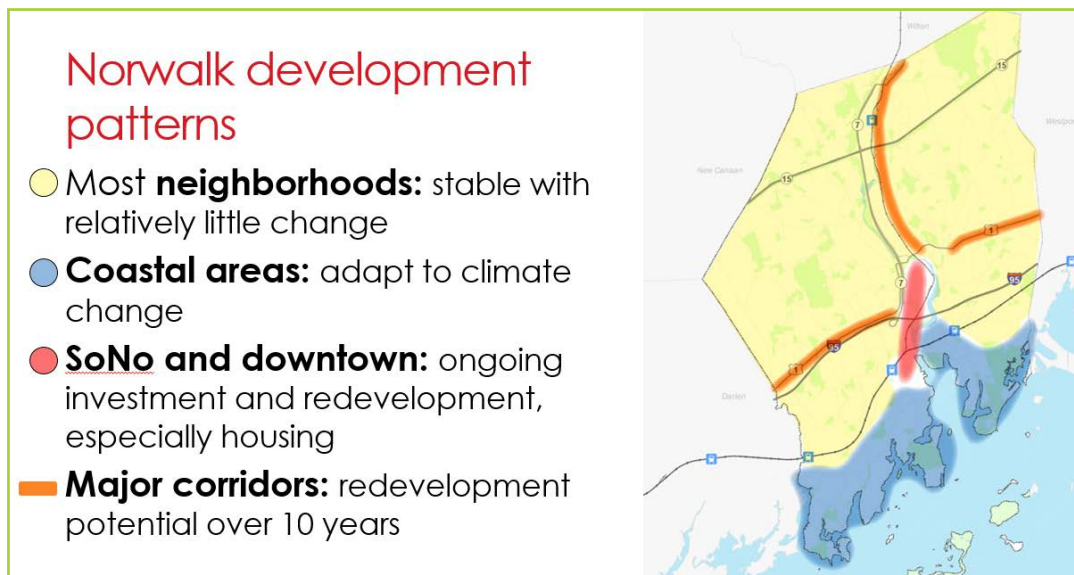 Norwalk development
patterns
Most neighborhoods: stable with
relatively little change
Coastal areas: adapt to climate
change
SoNo and downtown: ongoing
investment and redevelopment,
especially housing
Major corridors: redevelopment
potential over 10 years
Wilton
15
7
Westpor
New Canaan
15
1
7
95
95
1
Darien